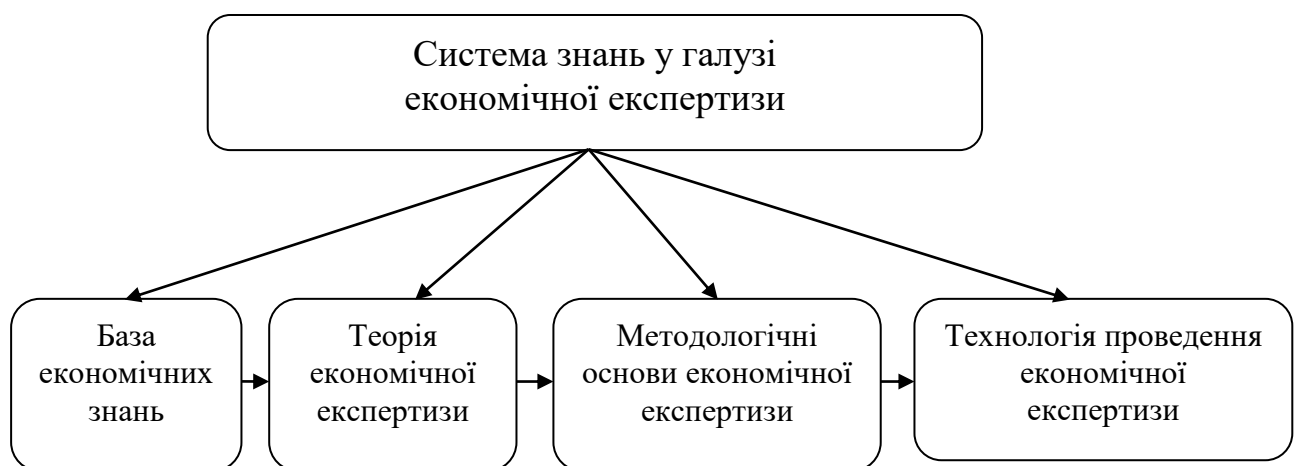 Система знань у галузі
економічної експертизи
База
економічних
знань
Теорія
економічної
експертизи
Методологічні
основи економічної
експертизи
Технологія проведення
економічної
експертизи